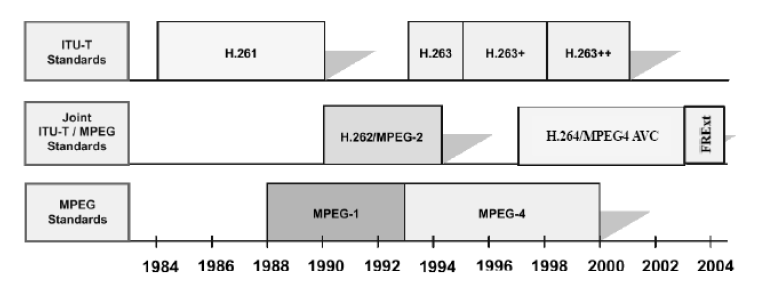 ITU-T
Standards
H.261
H.263
H.263+
H.263++
Joint
ITU-T / MPEG
Standards
H.262/MPEG-2
H.264/MPEG4 AVC
FRExt
MPEG
Standards
MPEG-1
MPEG-4
1984 1986 1988 1990 1992 1994 1996 1998 2000 2002 2004